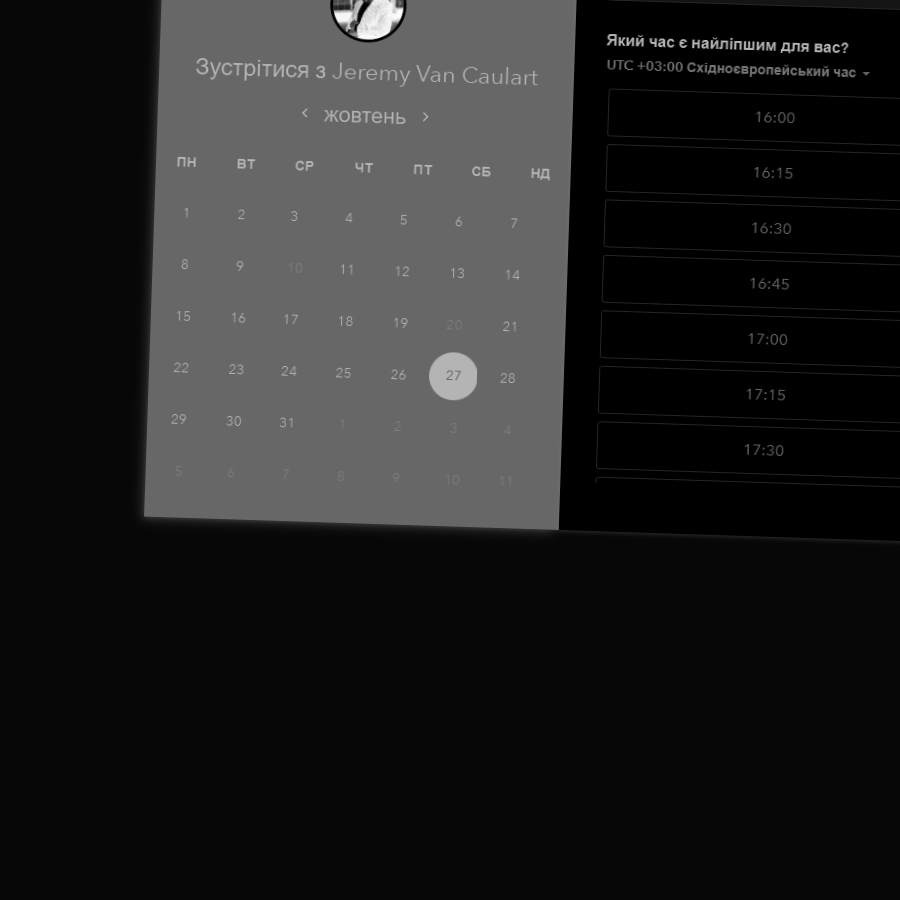 Зустрітися з Jeremy Van Caulart
жовтень
ПН ВТ СР ЧТ ПТ СБ НД
1 2 3 4 5 6 7
8 9 10 11 12 13 14
15 16 17 18 19 20 21
22 23 24 25 26 27 28
29 30 31 1 2 3 4
5 6 7 8 9 10 11
Який час є найліпшим для вас?
UTC +03:00 Східноєвропейський час
16:00
16:15
16:30
16:45
17:00
17:15
17:30